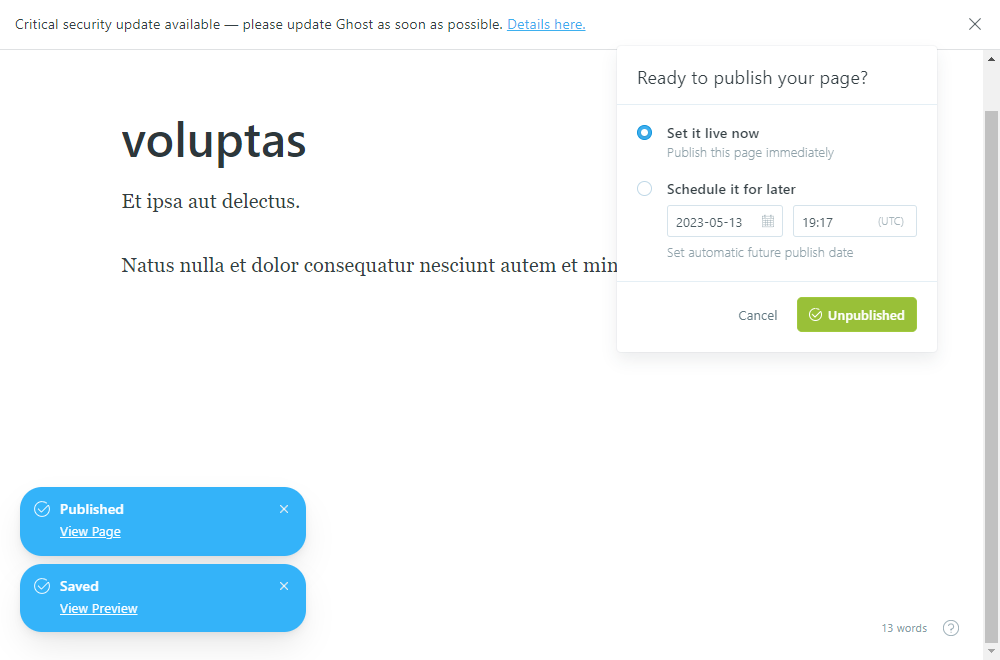 Critical security update available — please update Ghost as soon as possible. Details here.
Ready to publish your page?
Set it live now
Publish this page immediately
Schedule it for later
2023-05-13
19:17 (UTC)
Set automatic future publish date
Cancel
Unpublished
voluptas
Et ipsa aut delectus.
Natus nulla et dolor consequatur nesciunt autem et min
Published
View Page
Saved
View Preview
13 words